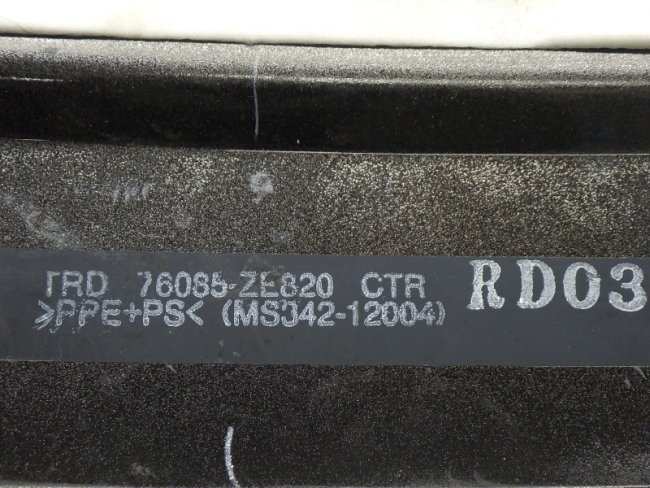 TRD 76085-ZE820 CTR RD03
>PPE+PS< (MS342-12004)